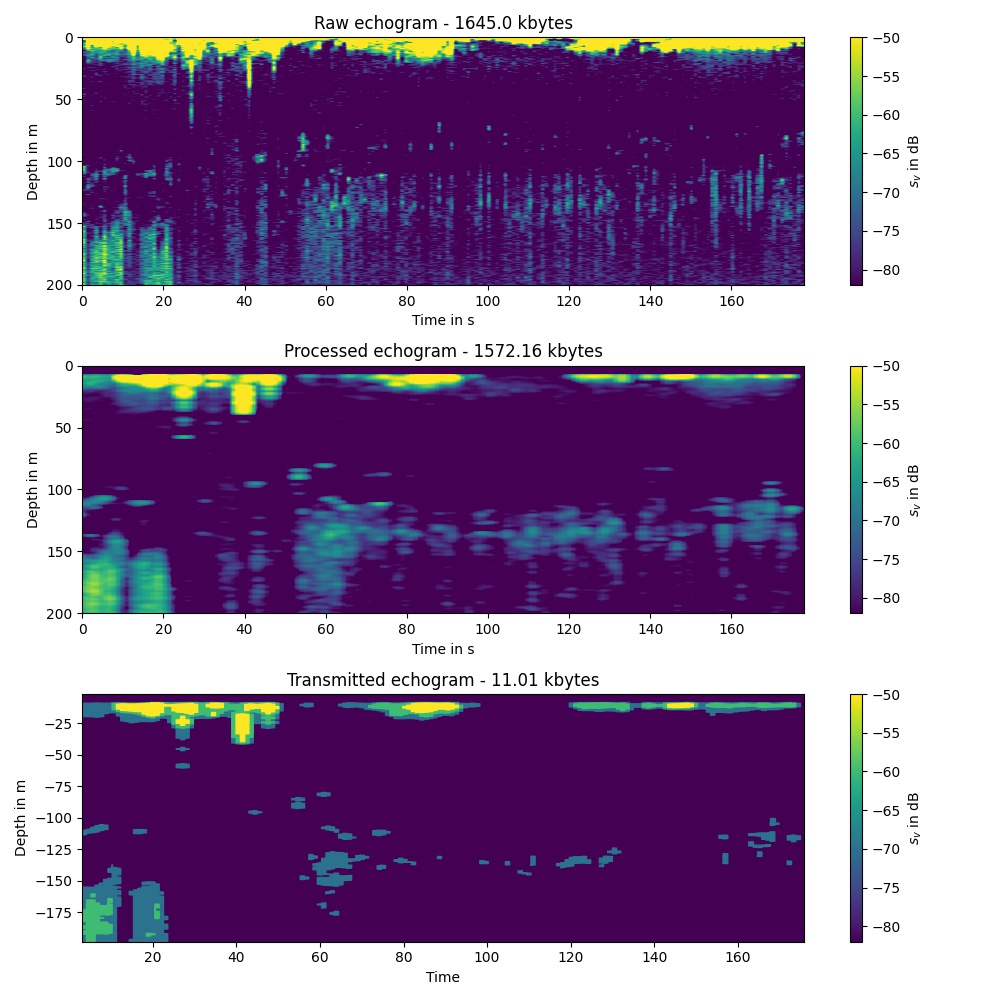 Raw echogram - 1645.0 kbytes
0
50
100
150
200
Depth in m
0 20 40 60 80 100 120 140 160
Time in s
−50
−55
−60
−65
−70
−75
−80
sv in dB
Processed echogram - 1572.16 kbytes
0
50
100
150
200
Depth in m
0 20 40 60 80 100 120 140 160
Time in s
−50
−55
−60
−65
−70
−75
−80
sv in dB
Transmitted echogram - 11.01 kbytes
−25
−50
−75
−100
−125
−150
−175
Depth in m
20 40 60 80 100 120 140 160
Time
−50
−55
−60
−65
−70
−75
−80
sv in dB